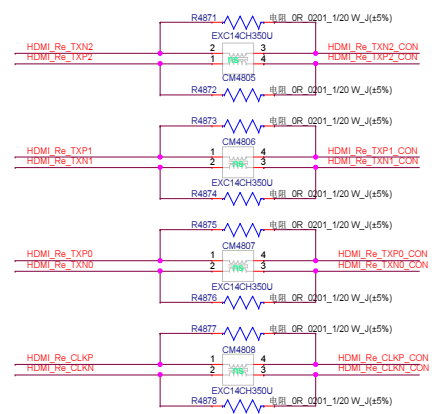 R4871 电阻_0R_0201_1/20 W_J(±5%)
EXC14CH350U
HDMI_Re_TXN2 2 3 HDMI_Re_TXN2_CON
HDMI_Re_TXP2 1 4 HDMI_Re_TXP2_CON
CM4805
R4872 电阻_0R_0201_1/20 W_J(±5%)
R4873 电阻_0R_0201_1/20 W_J(±5%)
CM4806
HDMI_Re_TXP1 1 4 HDMI_Re_TXP1_CON
HDMI_Re_TXN1 2 3 HDMI_Re_TXN1_CON
EXC14CH350U
R4874 电阻_0R_0201_1/20 W_J(±5%)
R4875 电阻_0R_0201_1/20 W_J(±5%)
CM4807
HDMI_Re_TXP0 1 4 HDMI_Re_TXP0_CON
HDMI_Re_TXN0 2 3 HDMI_Re_TXN0_CON
EXC14CH350U
R4876 电阻_0R_0201_1/20 W_J(±5%)
R4877 电阻_0R_0201_1/20 W_J(±5%)
CM4808
HDMI_Re_CLKP 1 4 HDMI_Re_CLKP_CON
HDMI_Re_CLKN 2 3 HDMI_Re_CLKN_CON
EXC14CH350U
R4878 电阻_0R_0201_1/20 W_J(±5%)